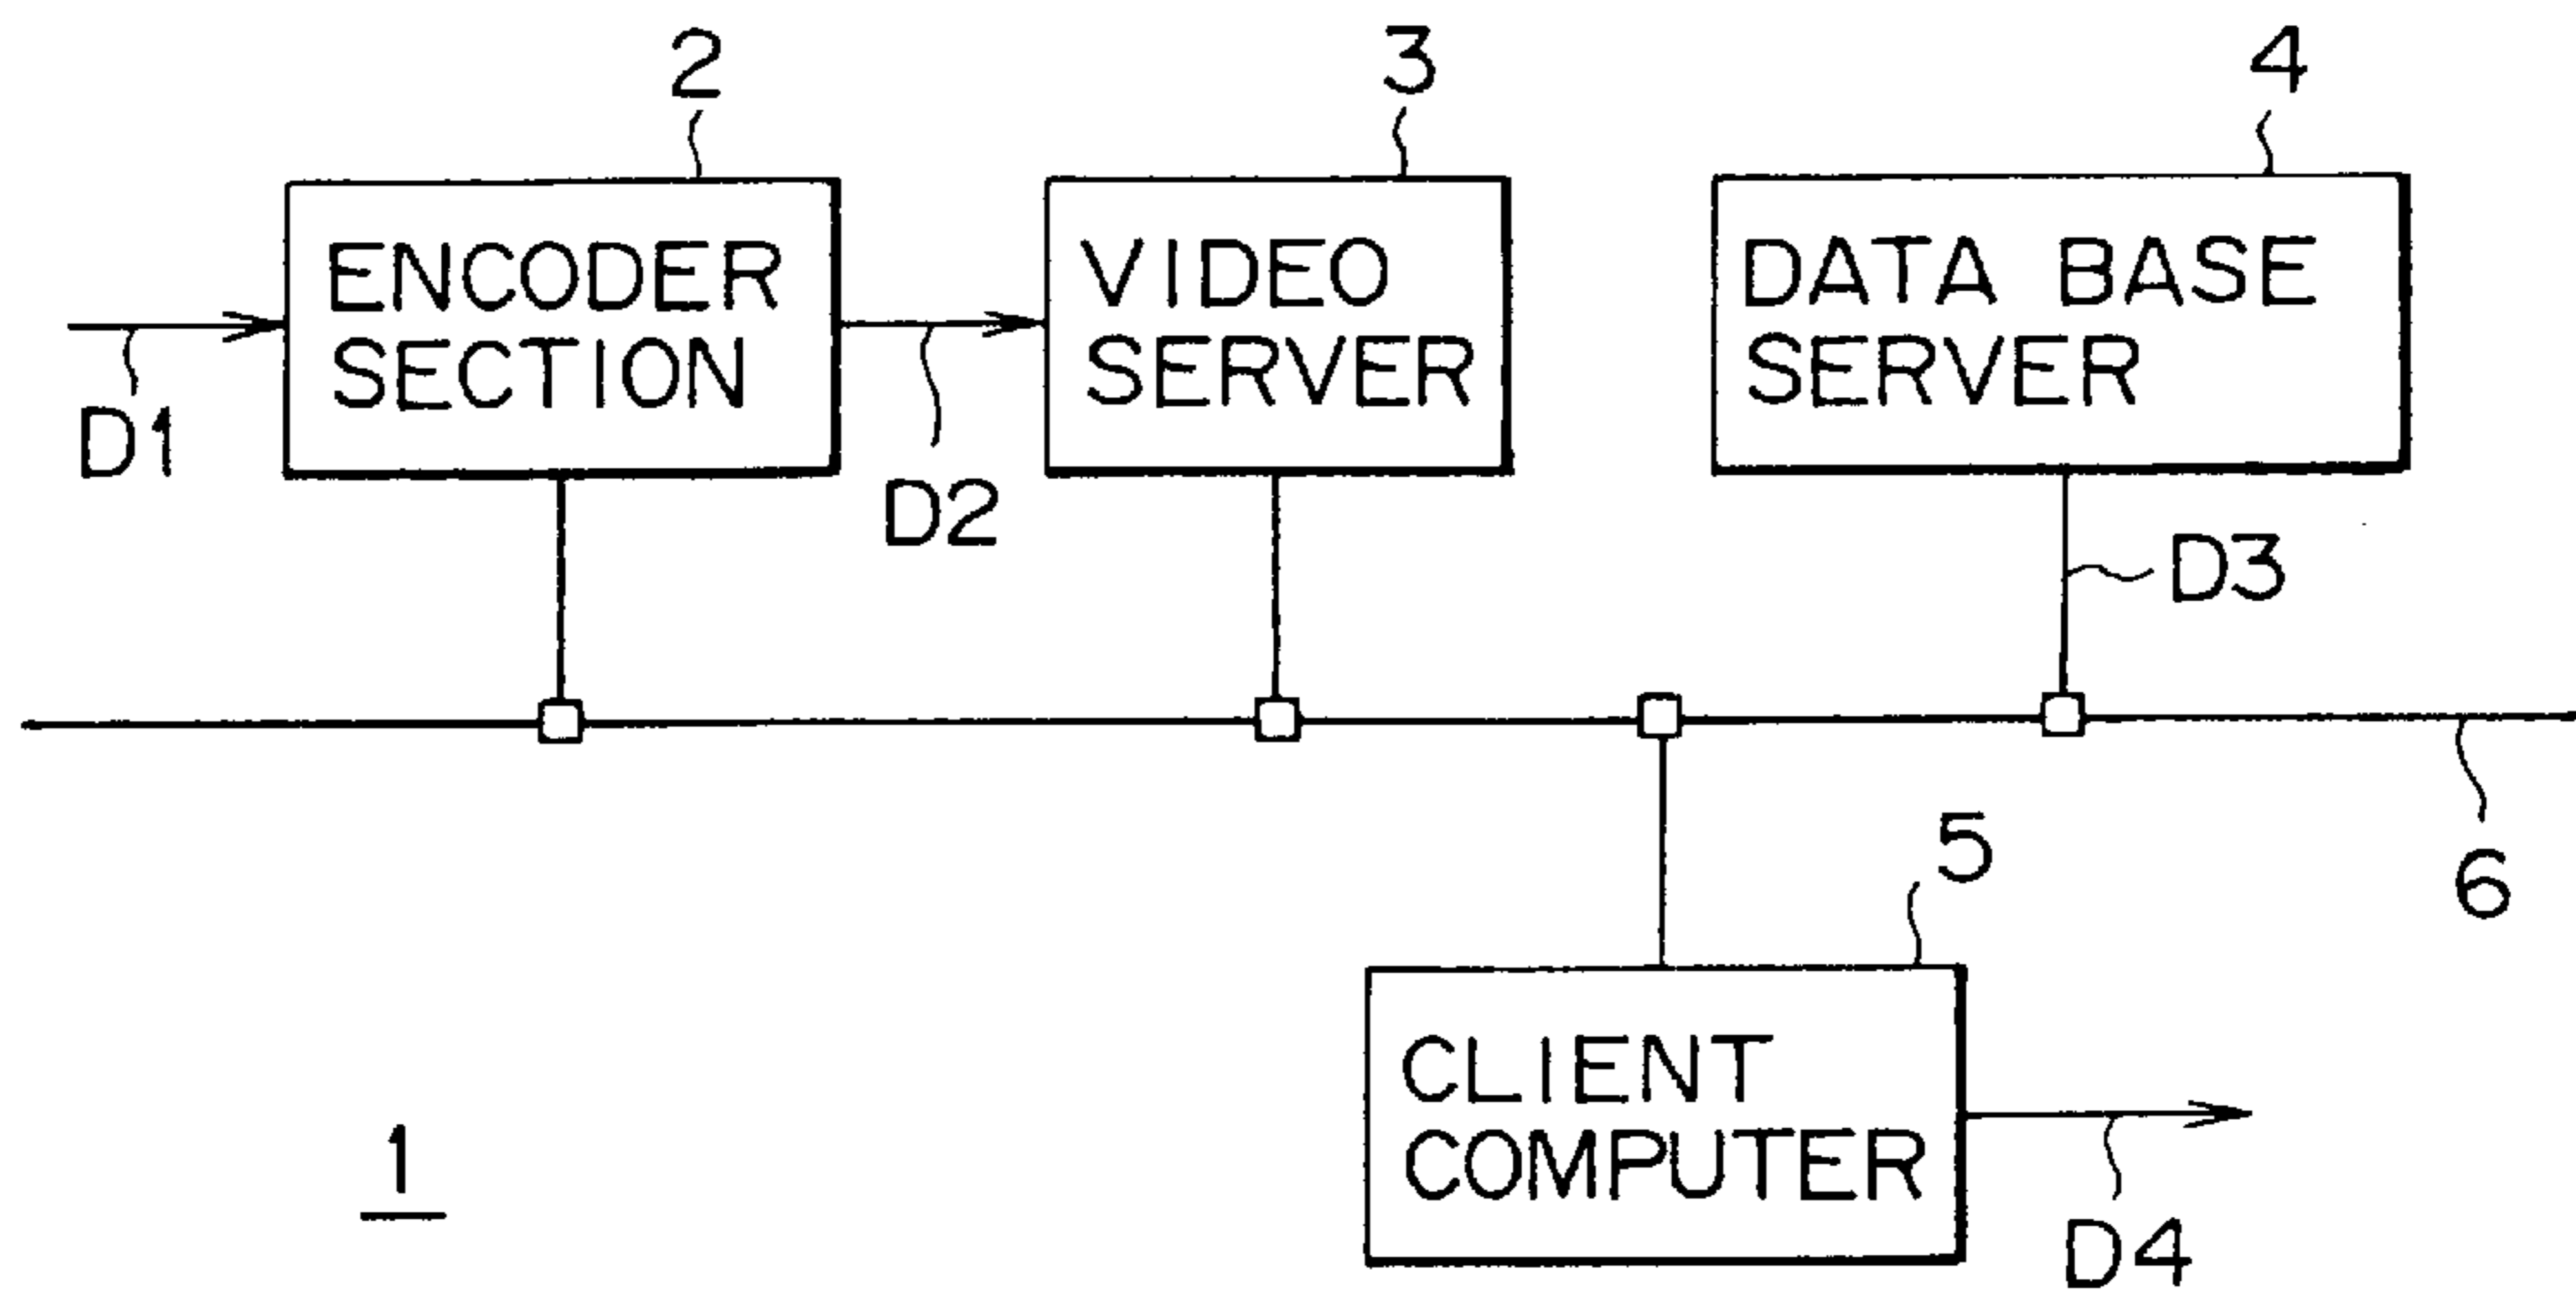 2
3
4
ENCODER
SECTION
VIDEO
SERVER
DATA BASE
SERVER
D1
D2
D3
5
6
CLIENT
COMPUTER
1
D4